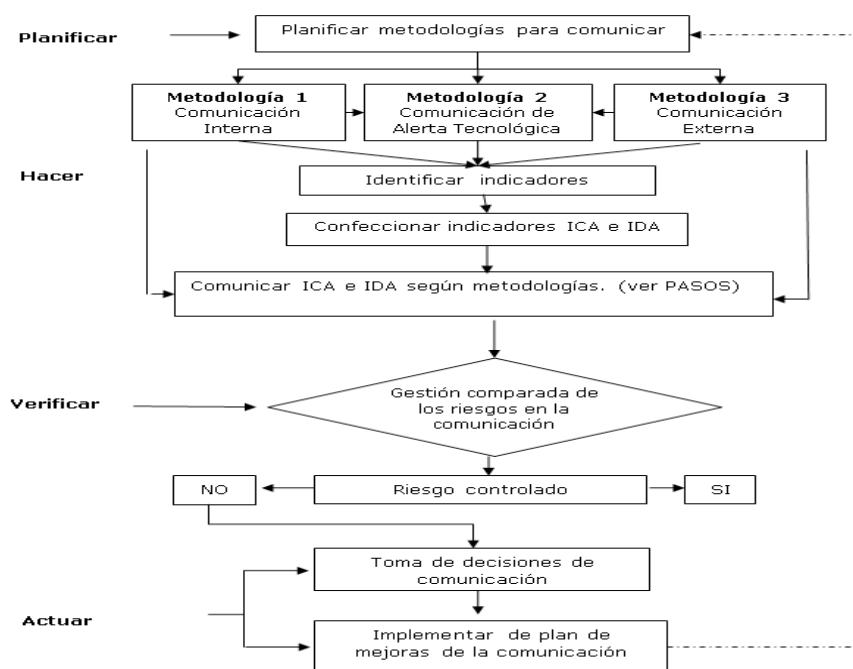 Planificar
Planificar metodologías para comunicar
Metodología 1
Comunicación
Interna
Metodología 2
Comunicación de
Alerta Tecnológica
Metodología 3
Comunicación
Externa
Hacer
Identificar indicadores
Confeccionar indicadores ICA e IDA
Comunicar ICA e IDA según metodologías. (ver PASOS)
Verificar
Gestión comparada de
los riesgos en la
comunicación
NO
Riesgo controlado
SI
Toma de decisiones de
comunicación
Actuar
Implementar de plan de
mejoras de la comunicación